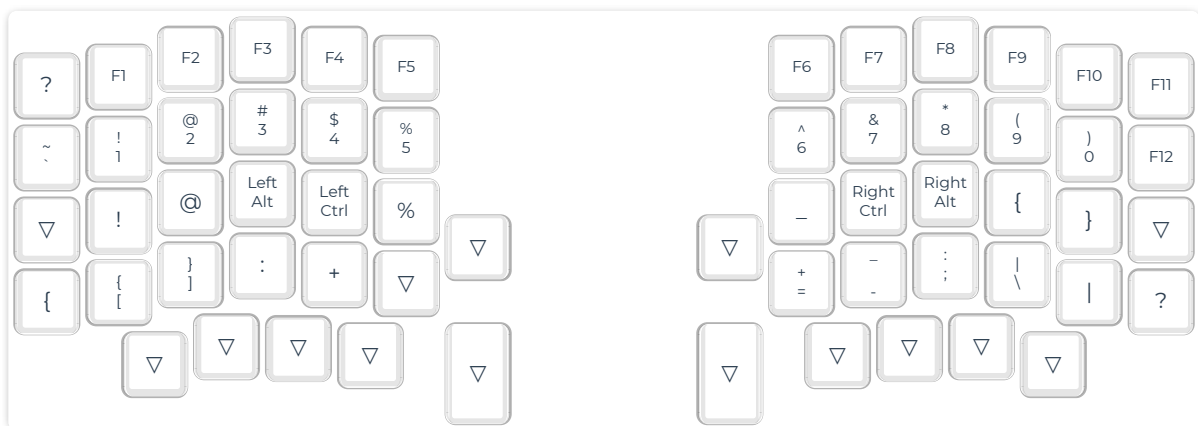 ? F1 F2 F3 F4 F5 F6 F7 F8 F9 F10 F11
~ ! @ # $ % ^ & * ( )
` 1 2 3 4 5 6 7 8 9 0 F12
▽ ! @ Left Alt Left Ctrl % ▽ ▽ _ Right Ctrl Right Alt { } ▽
{ { } : + ▽ + _ : | | ?
[ ] = - ; \
▽ ▽ ▽ ▽ ▽ ▽ ▽ ▽ ▽ ▽